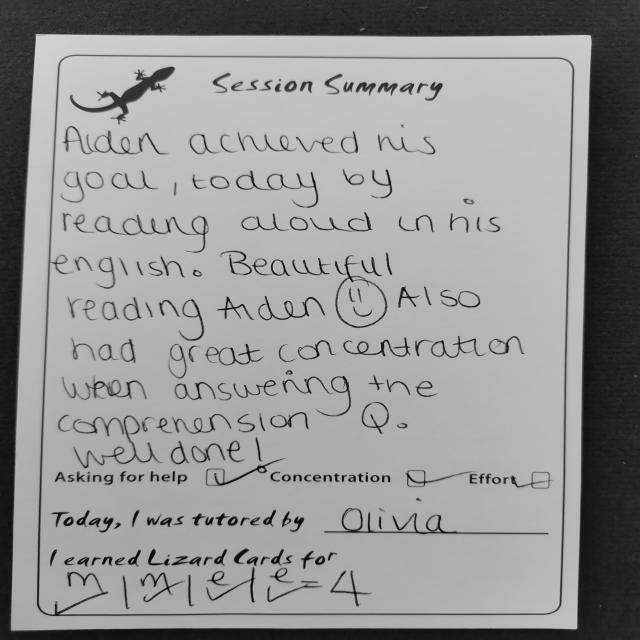 Session Summary
Aiden achieved his
goal, today by
reading aloud in his
english. Beautiful
reading Aiden Also
had great concentration
when answering the
comprehension Q.
well done!
Asking for help Concentration Effort
Today, I was tutored by Olivia
I earned Lizard Cards for
m | m | e | e = 4